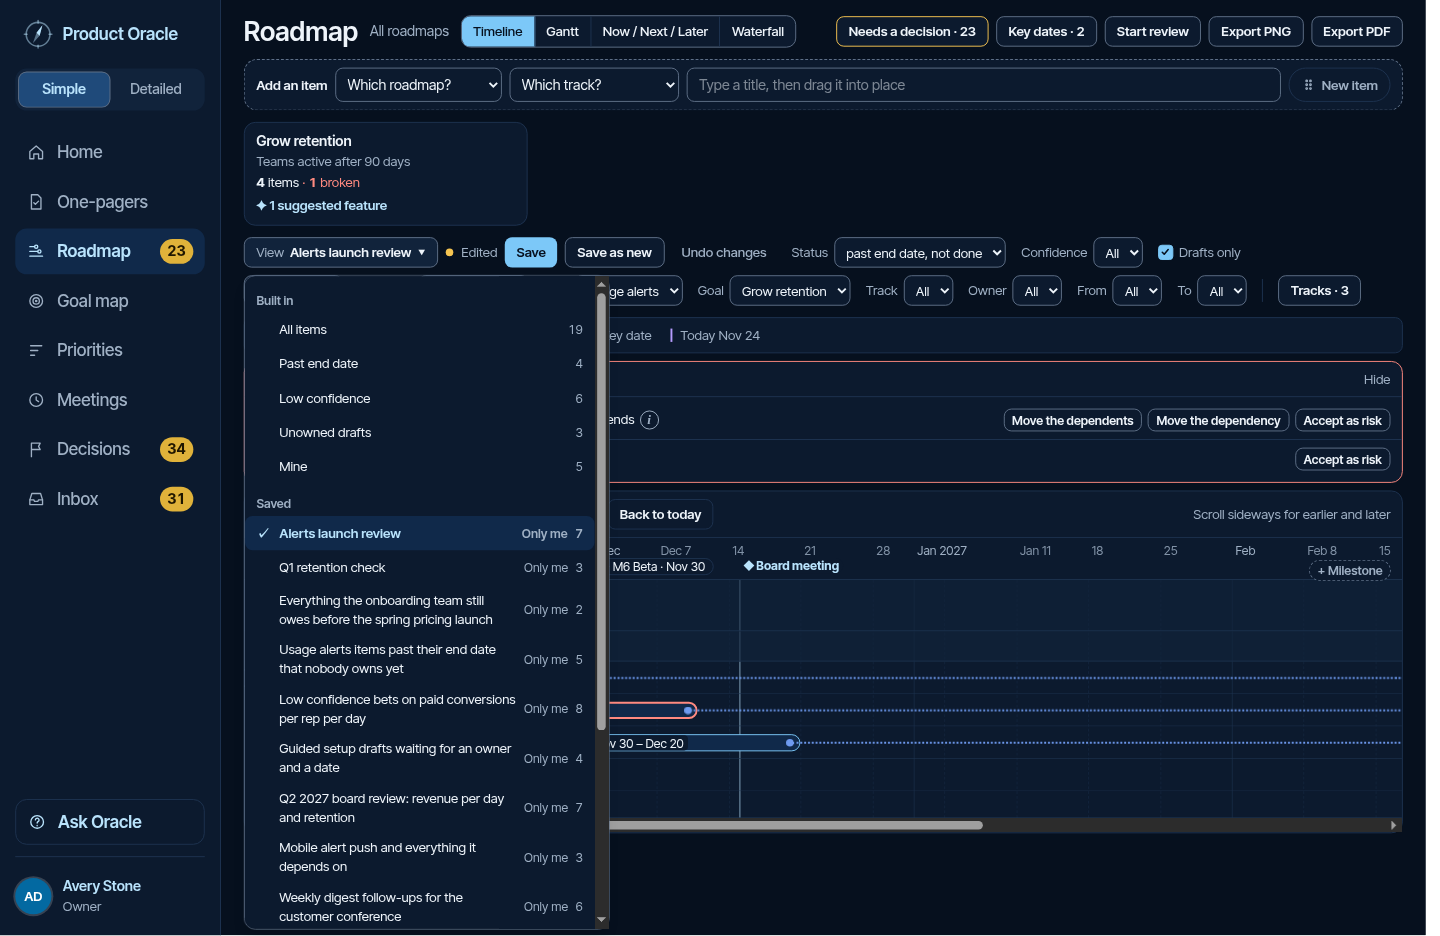 Product Oracle
Simple Detailed
Home
One-pagers
Roadmap 23
Goal map
Priorities
Meetings
Decisions 34
Inbox 31
Ask Oracle
AD Avery Stone
Owner
Roadmap All roadmaps Timeline Gantt Now / Next / Later Waterfall Needs a decision · 23 Key dates · 2 Start review Export PNG Export PDF
Add an item Which roadmap? Which track? Type a title, then drag it into place New item
Grow retention
Teams active after 90 days
4 items · 1 broken
1 suggested feature
View Alerts launch review Edited Save Save as new Undo changes Status past end date, not done Confidence All Drafts only
ge alerts Goal Grow retention Track All Owner All From All To All Tracks · 3
ey date Today Nov 24
Hide
ends i Move the dependents Move the dependency Accept as risk
Accept as risk
Back to today Scroll sideways for earlier and later
ec Dec 7 14 21 28 Jan 2027 Jan 11 18 25 Feb Feb 8 15
M6 Beta · Nov 30 Board meeting + Milestone
v 30 – Dec 20
Built in
All items 19
Past end date 4
Low confidence 6
Unowned drafts 3
Mine 5
Saved
✓ Alerts launch review Only me 7
Q1 retention check Only me 3
Everything the onboarding team still
owes before the spring pricing launch Only me 2
Usage alerts items past their end date
that nobody owns yet Only me 5
Low confidence bets on paid conversions
per rep per day Only me 8
Guided setup drafts waiting for an owner
and a date Only me 4
Q2 2027 board review: revenue per day
and retention Only me 7
Mobile alert push and everything it
depends on Only me 3
Weekly digest follow-ups for the
customer conference Only me 6